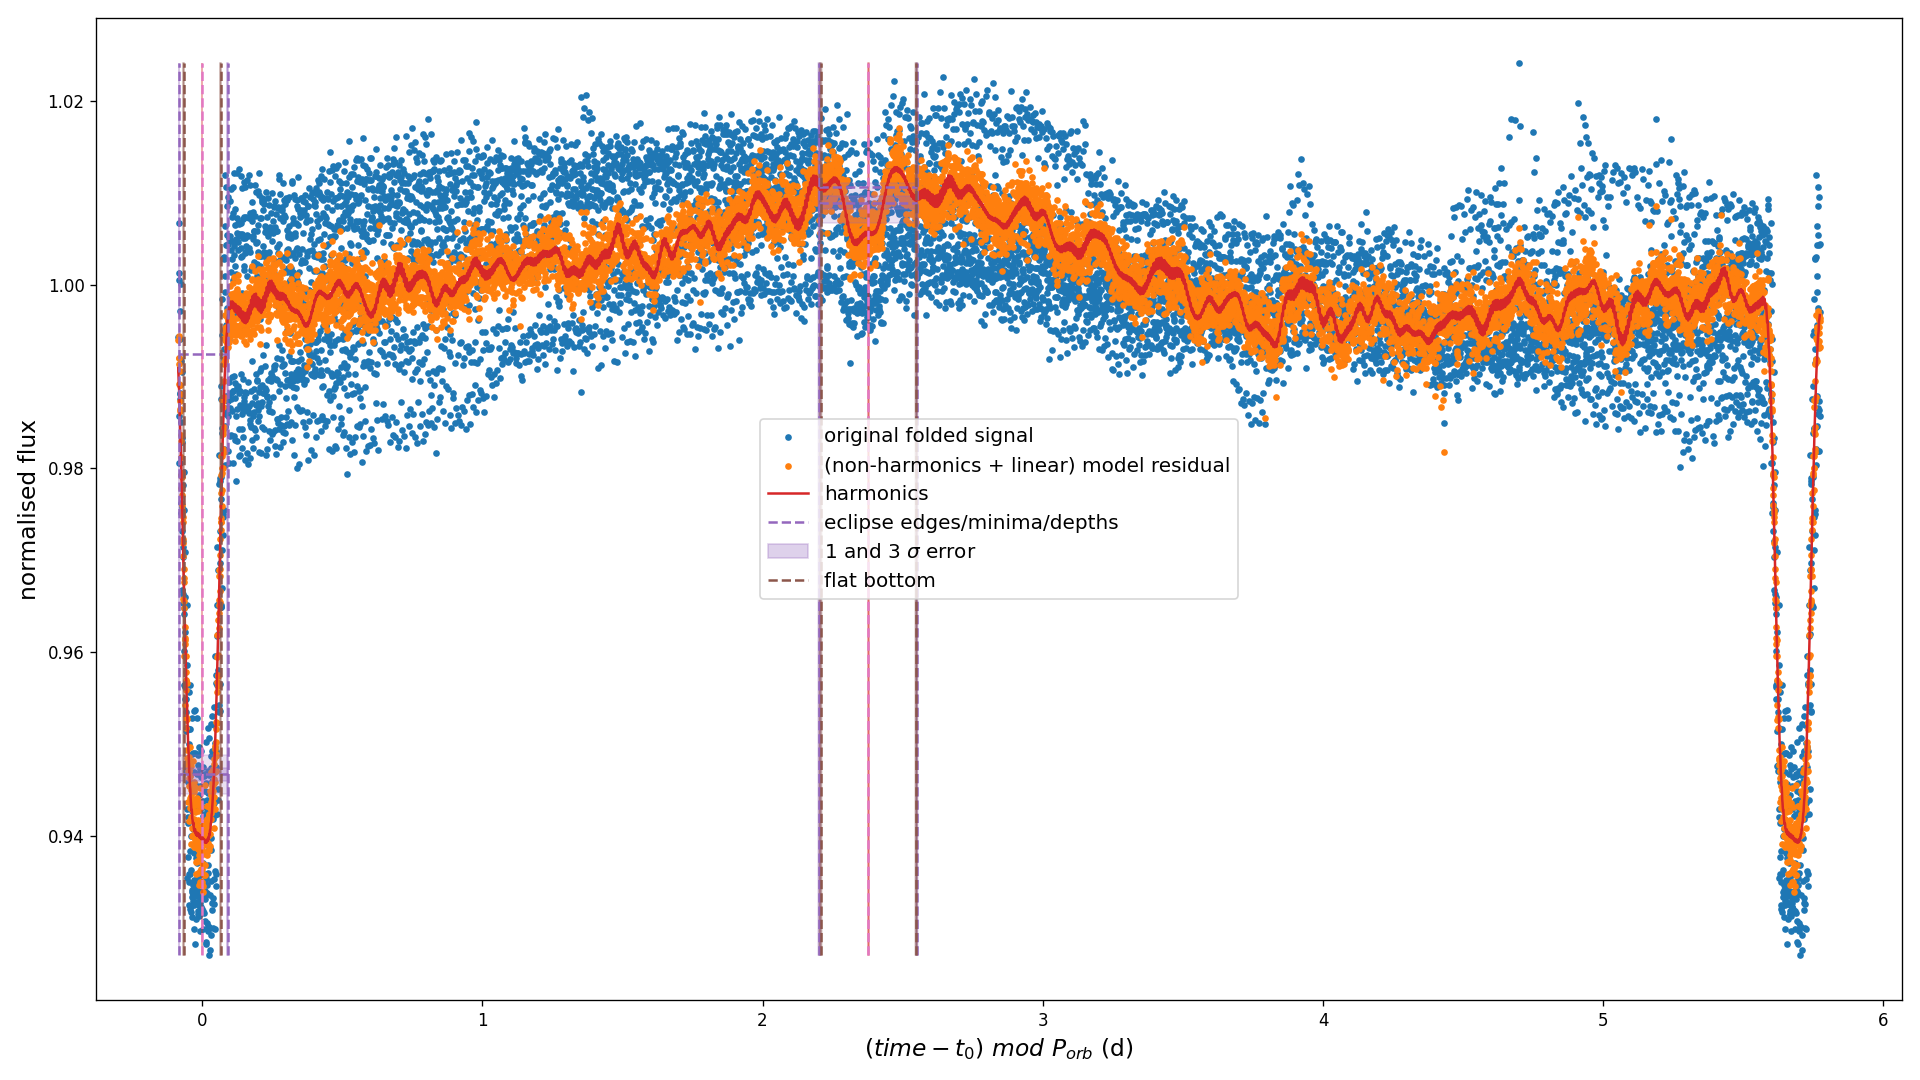 normalised flux
1.02
1.00
0.98
0.96
0.94
original folded signal
(non-harmonics + linear) model residual
harmonics
eclipse edges/minima/depths
1 and 3 σ error
flat bottom
0 1 2 3 4 5 6
(time − t₀) mod Pₒᵣb (d)